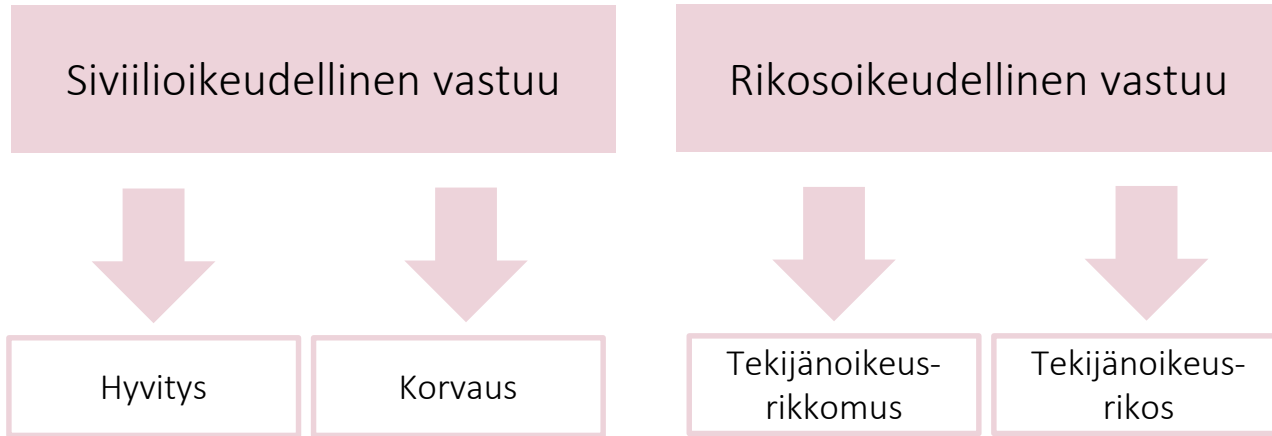 Siviilioikeudellinen vastuu
Rikosoikeudellinen vastuu
Hyvitys
Korvaus
Tekijänoikeus-
rikkomus
Tekijänoikeus-
rikos